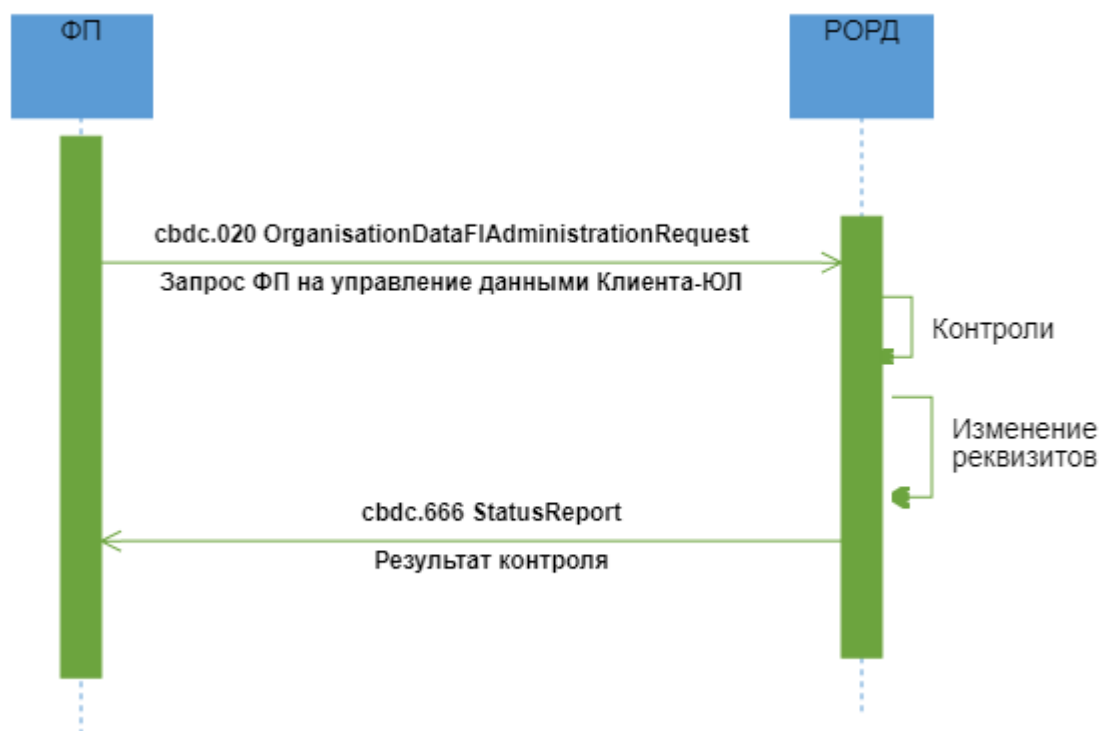 ФП
РОРД
cbdc.020 OrganisationDataFIAdministrationRequest
Запрос ФП на управление данными Клиента-ЮЛ
Контроли
Изменение
реквизитов
cbdc.666 StatusReport
Результат контроля